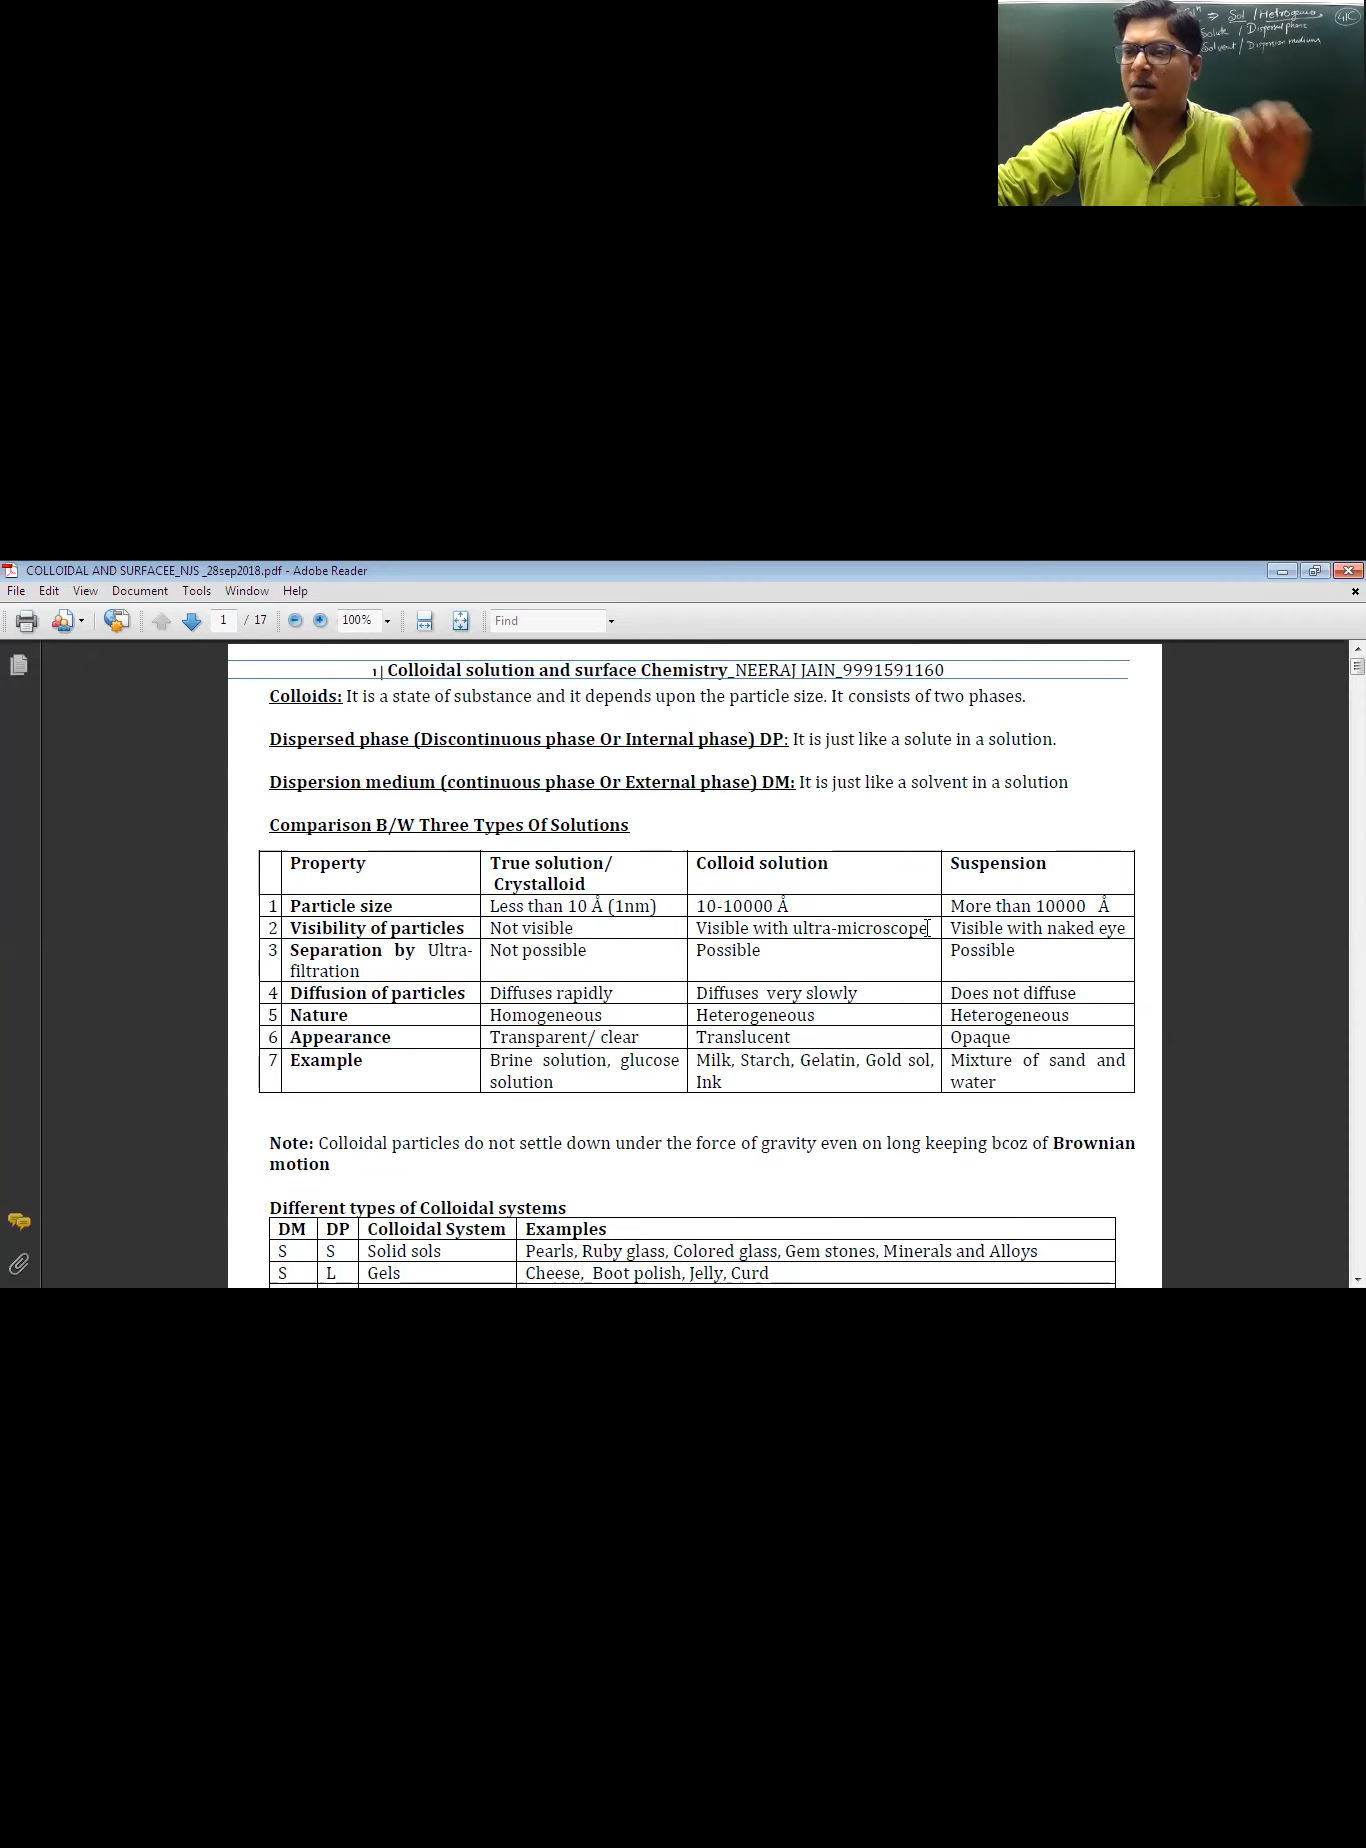 ⇒ Sol / Hetrogenous
41C
Solute / Dispersed phase
Solvent / Dispersion medium
COLLOIDAL AND SURFACEE_NJS _28sep2018.pdf - Adobe Reader
File Edit View Document Tools Window Help
1 / 17 100% Find
1| Colloidal solution and surface Chemistry_NEERAJ JAIN_9991591160
Colloids: It is a state of substance and it depends upon the particle size. It consists of two phases.
Dispersed phase (Discontinuous phase Or Internal phase) DP: It is just like a solute in a solution.
Dispersion medium (continuous phase Or External phase) DM: It is just like a solvent in a solution
Comparison B/W Three Types Of Solutions
Property True solution/ Colloid solution Suspension
Crystalloid
1 Particle size Less than 10 Å (1nm) 10-10000 Å More than 10000 Å
2 Visibility of particles Not visible Visible with ultra-microscope Visible with naked eye
3 Separation by Ultra- Not possible Possible Possible
filtration
4 Diffusion of particles Diffuses rapidly Diffuses very slowly Does not diffuse
5 Nature Homogeneous Heterogeneous Heterogeneous
6 Appearance Transparent/ clear Translucent Opaque
7 Example Brine solution, glucose Milk, Starch, Gelatin, Gold sol, Mixture of sand and
solution Ink water
Note: Colloidal particles do not settle down under the force of gravity even on long keeping bcoz of Brownian
motion
Different types of Colloidal systems
DM DP Colloidal System Examples
S S Solid sols Pearls, Ruby glass, Colored glass, Gem stones, Minerals and Alloys
S L Gels Cheese, Boot polish, Jelly, Curd